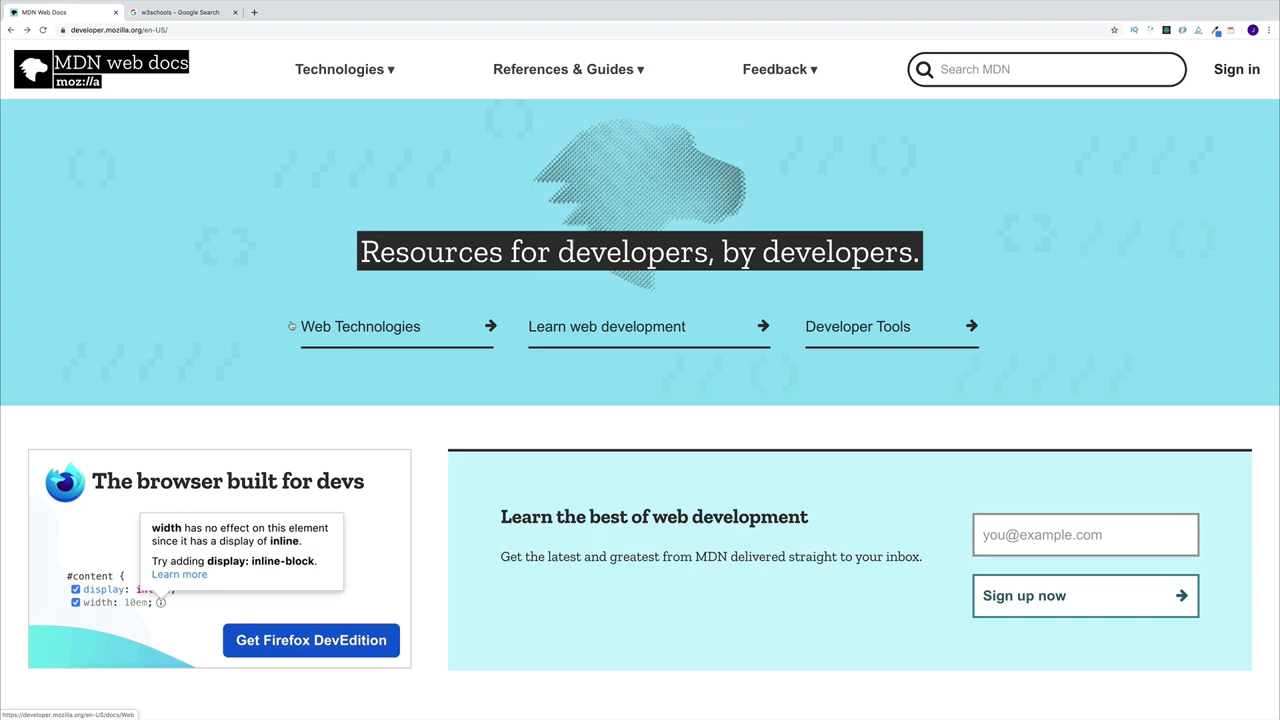 MDN Web Docs
w3schools - Google Search
developer.mozilla.org/en-US/
MDN web docs
moz://a
Technologies ▾
References & Guides ▾
Feedback ▾
Search MDN
Sign in
Resources for developers, by developers.
Web Technologies
Learn web development
Developer Tools
The browser built for devs
width has no effect on this element
since it has a display of inline.
Try adding display: inline-block.
Learn more
#content {
display:
width: 10em;
Get Firefox DevEdition
Learn the best of web development
Get the latest and greatest from MDN delivered straight to your inbox.
you@example.com
Sign up now
https://developer.mozilla.org/en-US/docs/Web